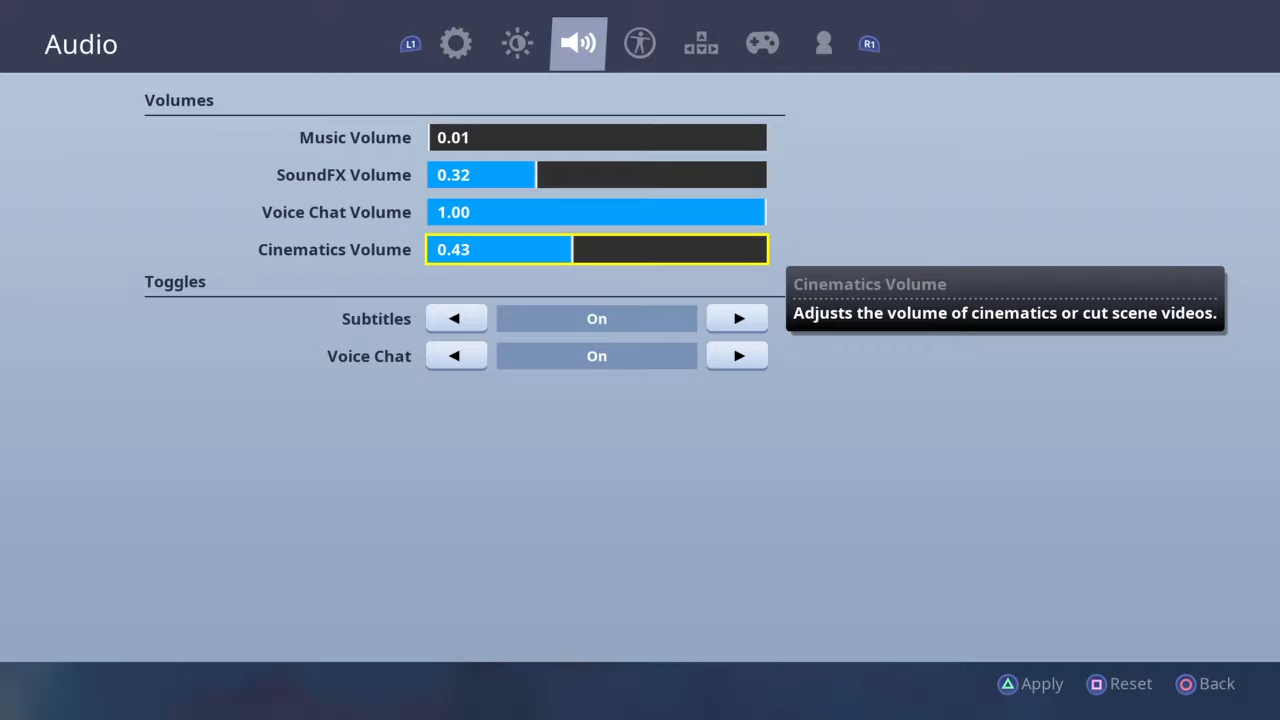 Audio
L1
R1
Volumes
Music Volume
0.01
SoundFX Volume
0.32
Voice Chat Volume
1.00
Cinematics Volume
0.43
Toggles
Cinematics Volume
Adjusts the volume of cinematics or cut scene videos.
Subtitles
On
Voice Chat
On
Apply
Reset
Back